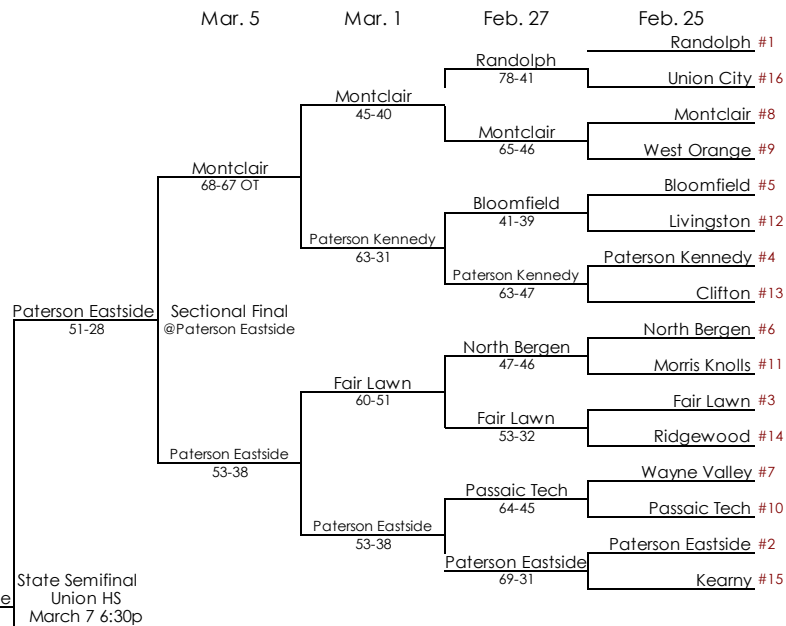 Mar. 5 Mar. 1 Feb. 27 Feb. 25
Randolph #1
Randolph
78-41
Union City #16
Montclair
45-40
Montclair #8
Montclair
65-46
West Orange #9
Montclair
68-67 OT
Bloomfield #5
Bloomfield
41-39
Livingston #12
Paterson Kennedy
63-31
Paterson Kennedy #4
Paterson Kennedy
63-47
Clifton #13
Paterson Eastside
51-28
Sectional Final
@Paterson Eastside
North Bergen #6
North Bergen
47-46
Morris Knolls #11
Fair Lawn
60-51
Fair Lawn #3
Fair Lawn
53-32
Ridgewood #14
Paterson Eastside
53-38
Wayne Valley #7
Passaic Tech
64-45
Passaic Tech #10
Paterson Eastside
53-38
Paterson Eastside #2
Paterson Eastside
69-31
Kearny #15
State Semifinal
Union HS
March 7 6:30p
e